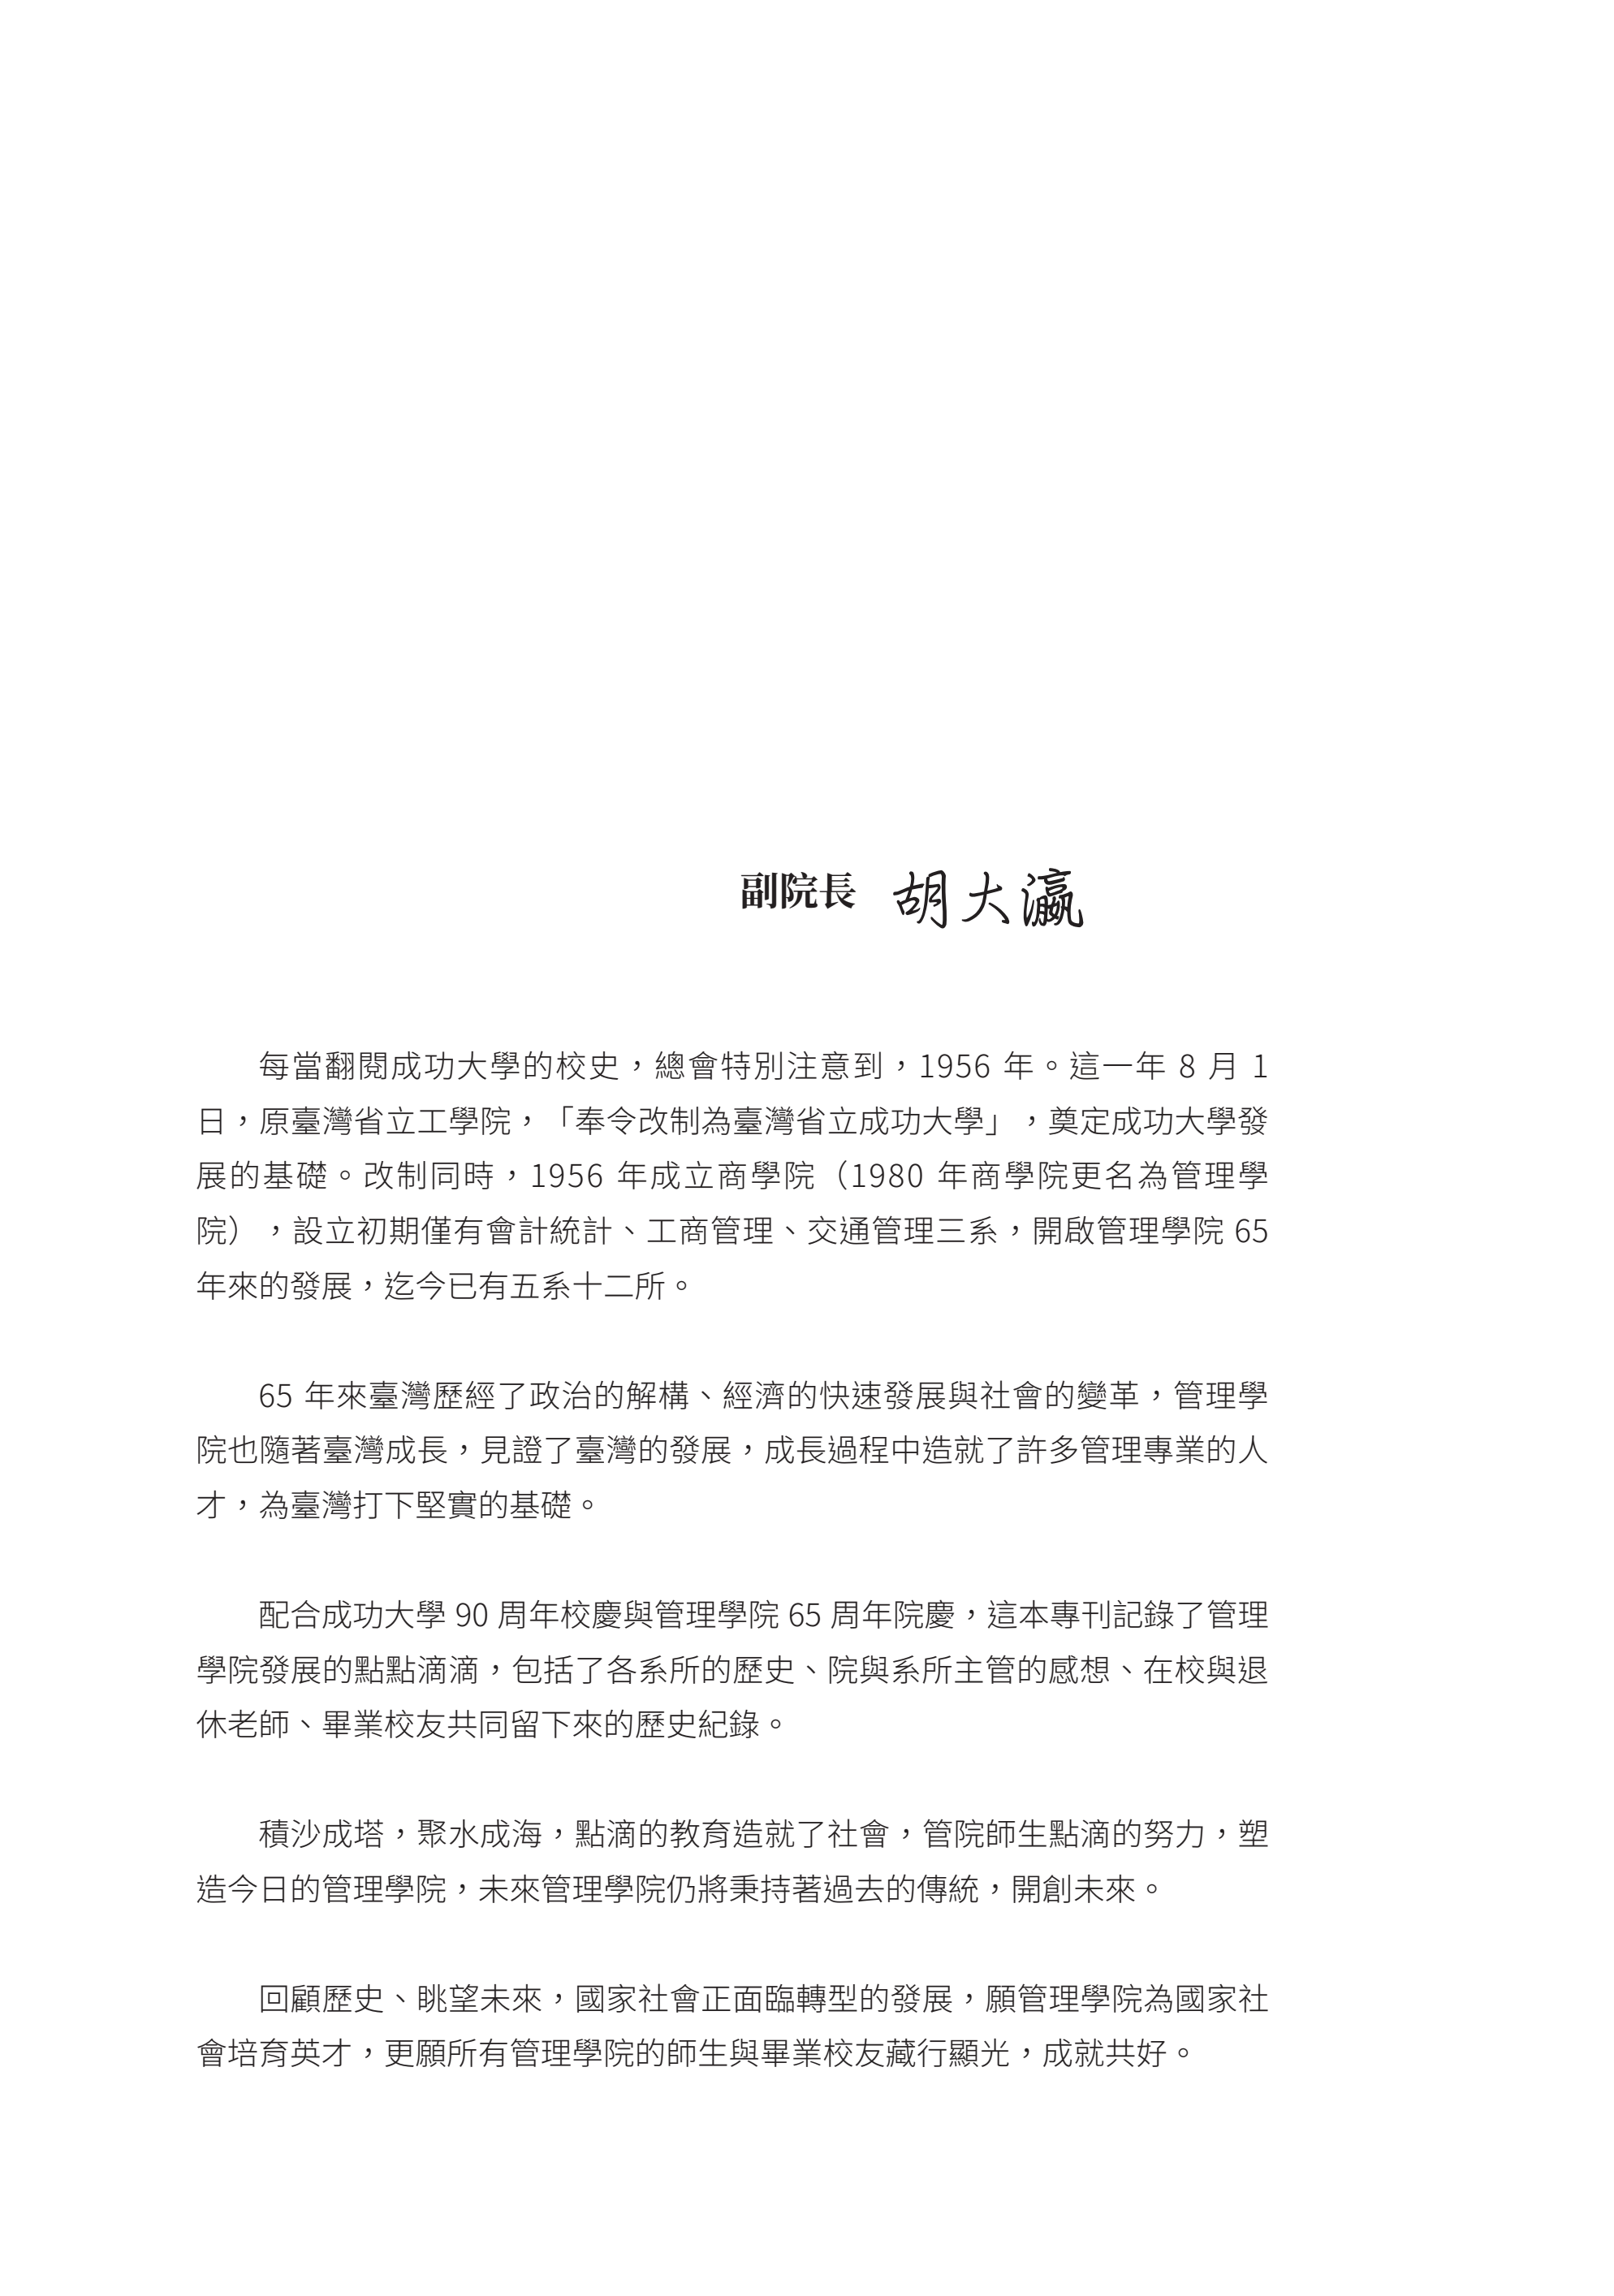 副院長 胡大瀛
每當翻閱成功大學的校史，總會特別注意到，1956 年。這一年 8 月 1
日，原臺灣省立工學院，「奉令改制為臺灣省立成功大學」，奠定成功大學發
展的基礎。改制同時，1956 年成立商學院（1980 年商學院更名為管理學
院），設立初期僅有會計統計、工商管理、交通管理三系，開啟管理學院 65
年來的發展，迄今已有五系十二所。
65 年來臺灣歷經了政治的解構、經濟的快速發展與社會的變革，管理學
院也隨著臺灣成長，見證了臺灣的發展，成長過程中造就了許多管理專業的人
才，為臺灣打下堅實的基礎。
配合成功大學 90 周年校慶與管理學院 65 周年院慶，這本專刊記錄了管理
學院發展的點點滴滴，包括了各系所的歷史、院與系所主管的感想、在校與退
休老師、畢業校友共同留下來的歷史紀錄。
積沙成塔，聚水成海，點滴的教育造就了社會，管院師生點滴的努力，塑
造今日的管理學院，未來管理學院仍將秉持著過去的傳統，開創未來。
回顧歷史、眺望未來，國家社會正面臨轉型的發展，願管理學院為國家社
會培育英才，更願所有管理學院的師生與畢業校友藏行顯光，成就共好。